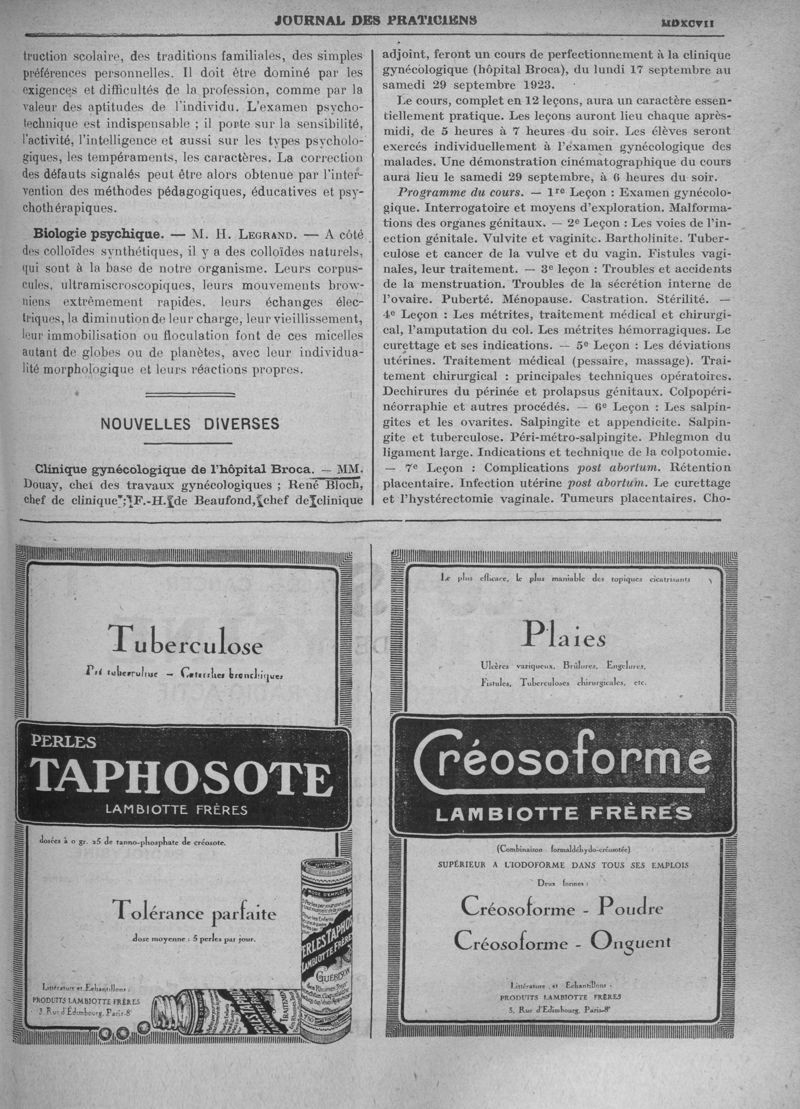 JOURNAL DES PRATICIENS
MDXCVII
truction scolaire, des traditions familiales, des simples
préférences personnelles. Il doit être dominé par les
exigences et difficultés de la profession, comme par la
valeur des aptitudes de l'individu. L'examen psycho-
technique est indispensable ; il porte sur la sensibilité,
l'activité, l'intelligence et aussi sur les types psycholo-
giques, les tempéraments, les caractères. La correction
des défauts signalés peut être alors obtenue par l'inter-
vention des méthodes pédagogiques, éducatives et psy-
chothérapiques.
Biologie psychique. — M. H. LEGRAND. — A côté
des colloïdes synthétiques, il y a des colloïdes naturels,
qui sont à la base de notre organisme. Leurs corpus-
cules, ultramiscroscopiques, leurs mouvements brow-
niens extrêmement rapides, leurs échanges élec-
triques, la diminution de leur charge, leur vieillissement,
leur immobilisation ou floculation font de ces micelles
autant de globes ou de planètes, avec leur individua-
lité morphologique et leurs réactions propres.
NOUVELLES DIVERSES
Clinique gynécologique de l'hôpital Broca. — MM.
Douay, chef des travaux gynécologiques ; René Bloch,
chef de clinique ; F.-H. de Beaufond, chef de clinique
adjoint, feront un cours de perfectionnement à la clinique
gynécologique (hôpital Broca), du lundi 17 septembre au
samedi 29 septembre 1923.
Le cours, complet en 12 leçons, aura un caractère essen-
tiellement pratique. Les leçons auront lieu chaque après-
midi, de 5 heures à 7 heures du soir. Les élèves seront
exercés individuellement à l'examen gynécologique des
malades. Une démonstration cinématographique du cours
aura lieu le samedi 29 septembre, à 6 heures du soir.
Programme du cours. — 1re Leçon : Examen gynécolo-
gique. Interrogatoire et moyens d'exploration. Malforma-
tions des organes génitaux. — 2e Leçon : Les voies de l'in-
ection génitale. Vulvite et vaginite. Bartholinite. Tuber-
culose et cancer de la vulve et du vagin. Fistules vagi-
nales, leur traitement. — 3e leçon : Troubles et accidents
de la menstruation. Troubles de la sécrétion interne de
l'ovaire. Puberté. Ménopause. Castration. Stérilité. —
4e Leçon : Les métrites, traitement médical et chirurgi-
cal, l'amputation du col. Les métrites hémorragiques. Le
curettage et ses indications. — 5e Leçon : Les déviations
utérines. Traitement médical (pessaire, massage). Trai-
tement chirurgical : principales techniques opératoires.
Dechirures du périnée et prolapsus génitaux. Colpopéri-
néorraphie et autres procédés. — 6e Leçon : Les salpin-
gites et les ovarites. Salpingite et appendicite. Salpin-
gite et tuberculose. Péri-métro-salpingite. Phlegmon du
ligament large. Indications et technique de la colpotomie.
— 7e Leçon : Complications post abortum. Rétention
placentaire. Infection utérine post abortum. Le curettage
et l'hystérectomie vaginale. Tumeurs placentaires. Cho-
Tuberculose
Pré tuberculose — Catarrhes bronchiques
PERLES
TAPHOSOTE
LAMBIOTTE FRÈRES
dosées à 0 gr. 25 de tanno-phosphate de créosote.
Tolérance parfaite
dose moyenne : 5 perles par jour.
Littérature et Echantillons :
PRODUITS LAMBIOTTE FRÈRES
3, Rue d'Edimbourg, Paris-8e
MODE D'EMPLOI
PERLES TAPHOSOTE
LAMBIOTTE FRÈRES
GUÉRISON
Le plus efficace, le plus maniable des topiques cicatrisants
Plaies
Ulcères variqueux, Brûlures, Engelures,
Fistules, Tuberculoses chirurgicales, etc.
Créosoforme
LAMBIOTTE FRÈRES
(Combinaison formaldéhydo-créosotée)
SUPÉRIEUR A L'IODOFORME DANS TOUS SES EMPLOIS
Deux formes :
Créosoforme - Poudre
Créosoforme - Onguent
Littérature et Echantillons :
PRODUITS LAMBIOTTE FRÈRES
3, Rue d'Edimbourg, Paris-8e